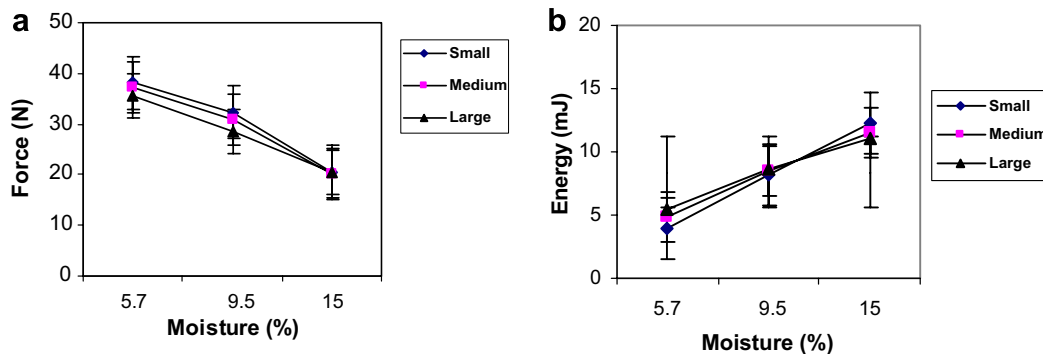 a
50
40
30
20
10
0
Force (N)
5.7 9.5 15
Moisture (%)
Small
Medium
Large
b
20
15
10
5
0
Energy (mJ)
5.7 9.5 15
Moisture (%)
Small
Medium
Large